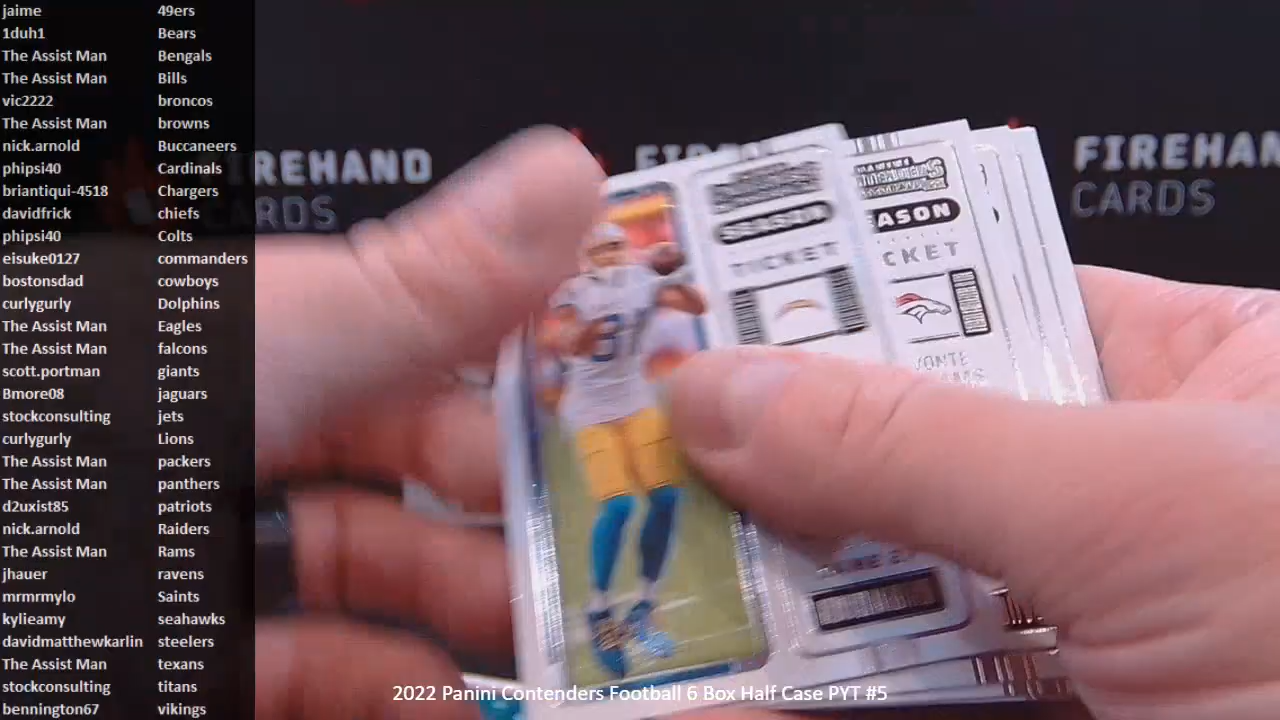 jaime 49ers
1duh1 Bears
The Assist Man Bengals
The Assist Man Bills
vic2222 broncos
The Assist Man browns
nick.arnold Buccaneers
phipsi40 Cardinals
briantiqui-4518 Chargers
davidfrick chiefs
phipsi40 Colts
eisuke0127 commanders
bostonsdad cowboys
curlygurly Dolphins
The Assist Man Eagles
The Assist Man falcons
scott.portman giants
Bmore08 jaguars
stockconsulting jets
curlygurly Lions
The Assist Man packers
The Assist Man panthers
d2uxist85 patriots
nick.arnold Raiders
The Assist Man Rams
jhauer ravens
mrmrmylo Saints
kylieamy seahawks
davidmatthewkarlin steelers
The Assist Man texans
stockconsulting titans
bennington67 vikings
FIREHAND
CARDS
FIREHAN
CARDS
SEASON
TICKET
EASON
CKET
2022 Panini Contenders Football 6 Box Half Case PYT #5